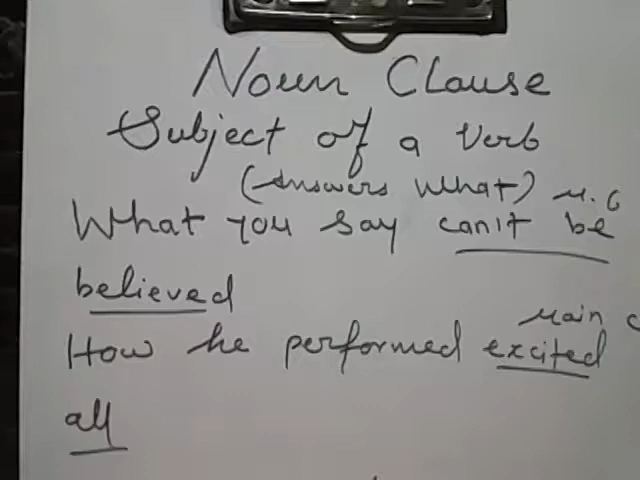 Noun Clause
Subject of a Verb
(Answers What) M.C
What you say can't be
believed
Main C
How he performed excited
all